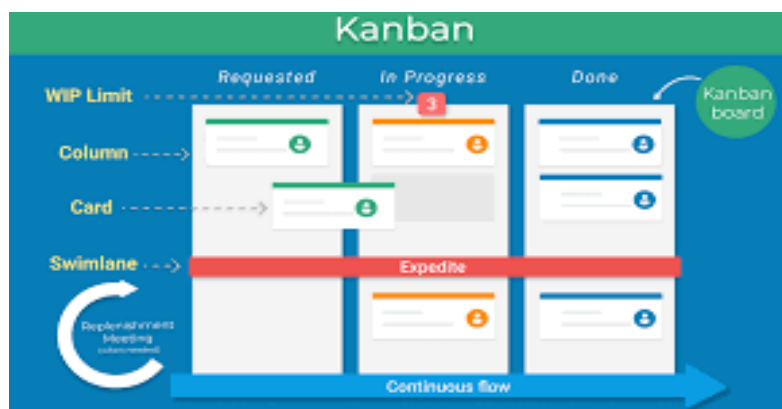 Kanban
Requested In Progress Done
WIP Limit
3
Kanban
board
Column
Card
Swimlane
Expedite
Replenishment
Meeting
Continuous flow